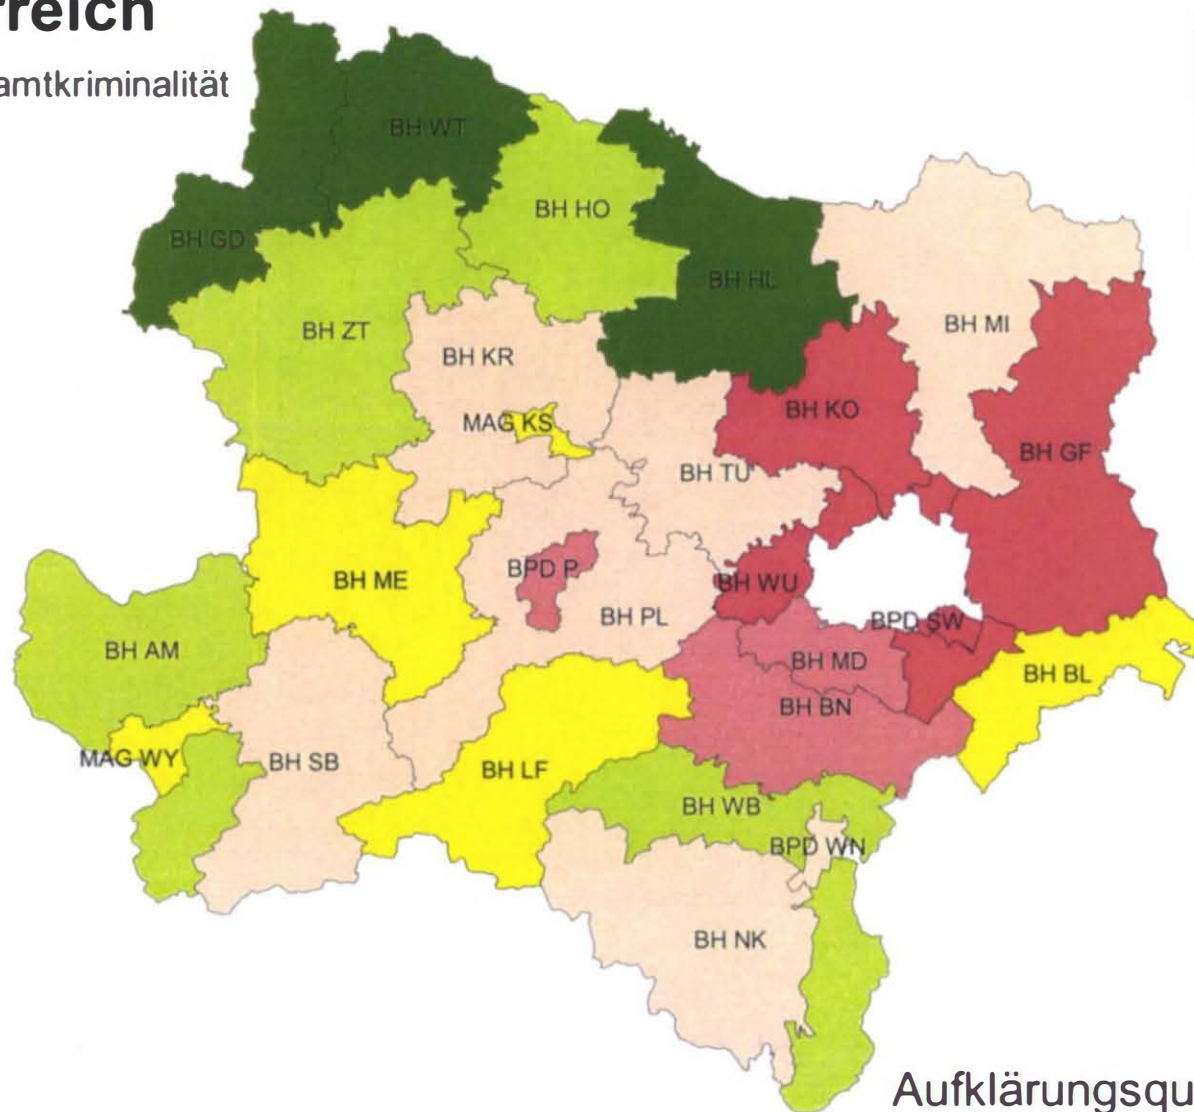 rreich
amtkriminalität
BH WT
BH HO
BH GD
BH HL
BH ZT
BH MI
BH KR
BH KO
MAG KS
BH GF
BH TU
BPD P
BH ME
BH WU
BH PL
BPD SW
BH AM
BH MD
BH BL
BH BN
MAG WY
BH SB
BH LF
BH WB
BPD WN
BH NK
Aufklärungsqu